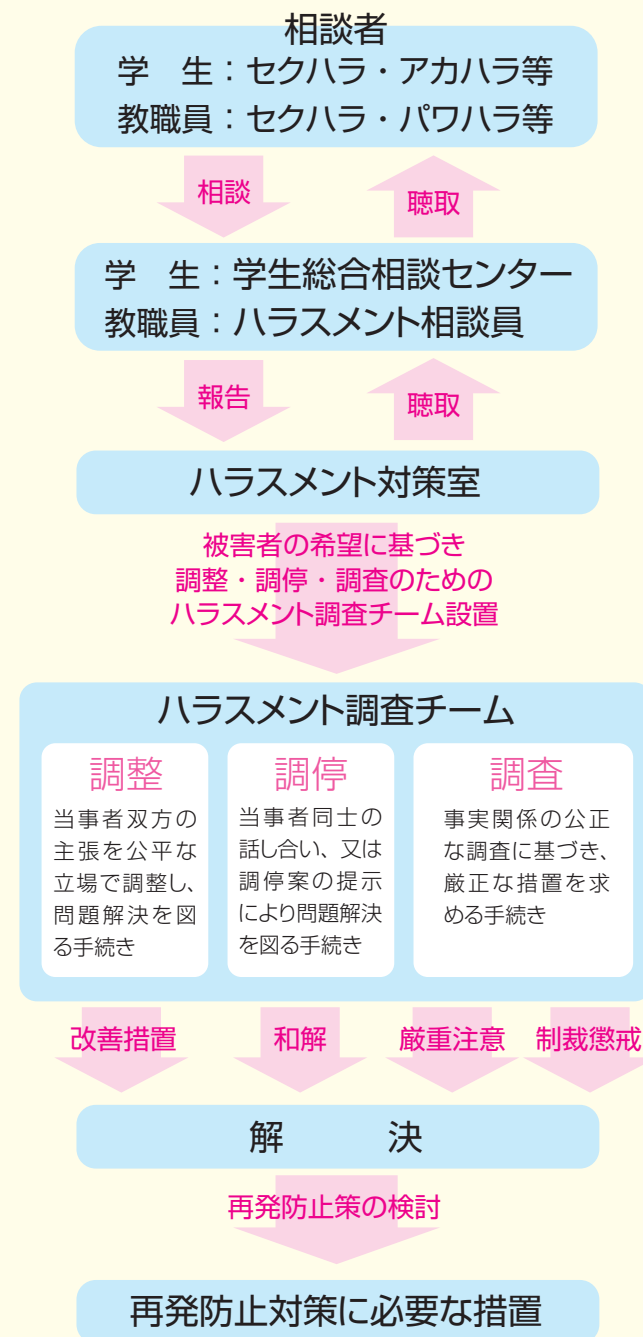 相談者
学　生：セクハラ・アカハラ等
教職員：セクハラ・パワハラ等
相談
聴取
学　生：学生総合相談センター
教職員：ハラスメント相談員
報告
聴取
ハラスメント対策室
被害者の希望に基づき
調整・調停・調査のための
ハラスメント調査チーム設置
ハラスメント調査チーム
調整
当事者双方の
主張を公平な
立場で調整し、
問題解決を図
る手続き
調停
当事者同士の
話し合い、又は
調停案の提示
により問題解決
を図る手続き
調査
事実関係の公正
な調査に基づき、
厳正な措置を求
める手続き
改善措置
和解
厳重注意
制裁懲戒
解　　決
再発防止策の検討
再発防止対策に必要な措置